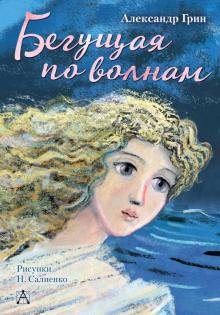 Александр Грин
Бегущая
по волнам
Рисунки
Н. Салиенко